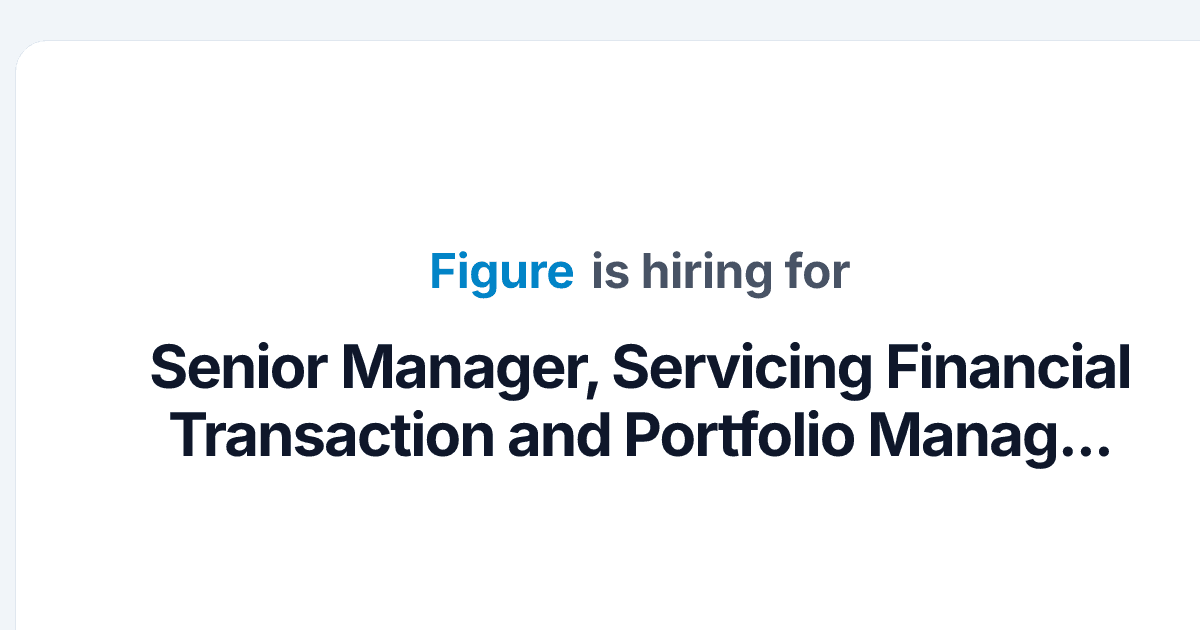 Figure is hiring for
Senior Manager, Servicing Financial
Transaction and Portfolio Manag...